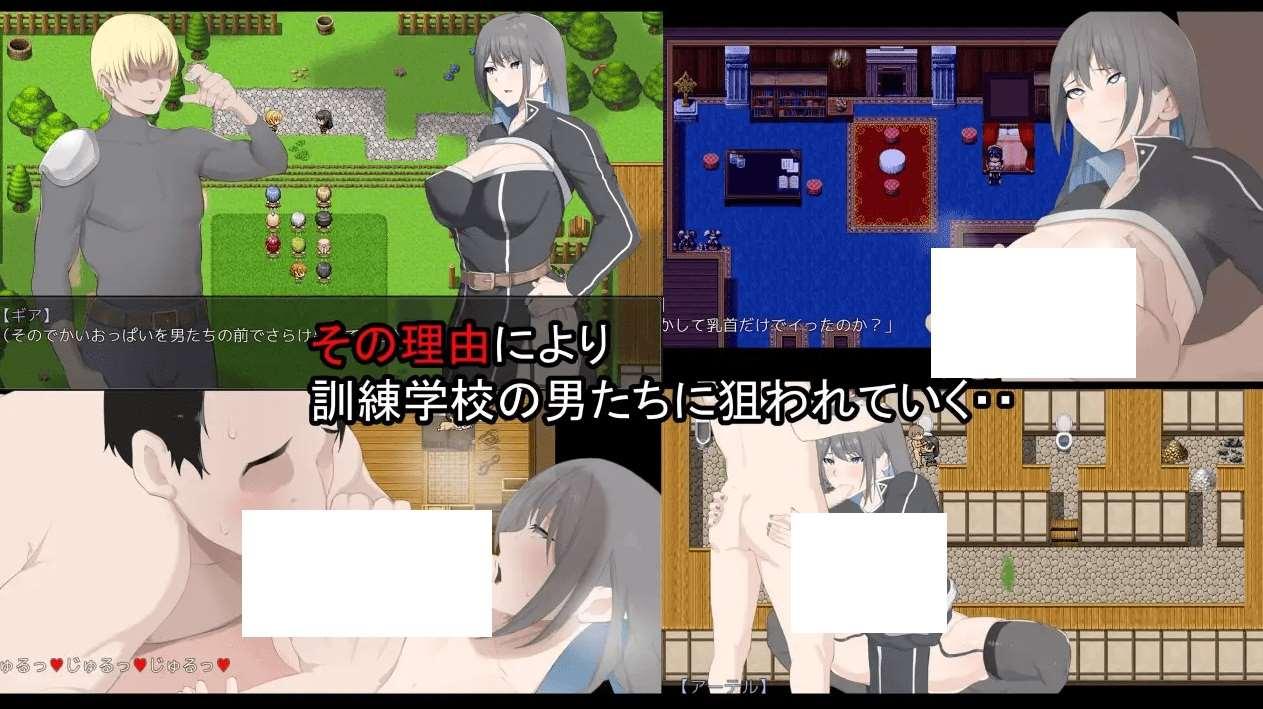 【ギア】
(そのでかいおっぱいを男たちの前でさらけ
かして乳首だけでイったのか？」
その理由により
訓練学校の男たちに狙われていく・・
ゅるっ♥じゅるっ♥じゅるっ♥
【アーデル】